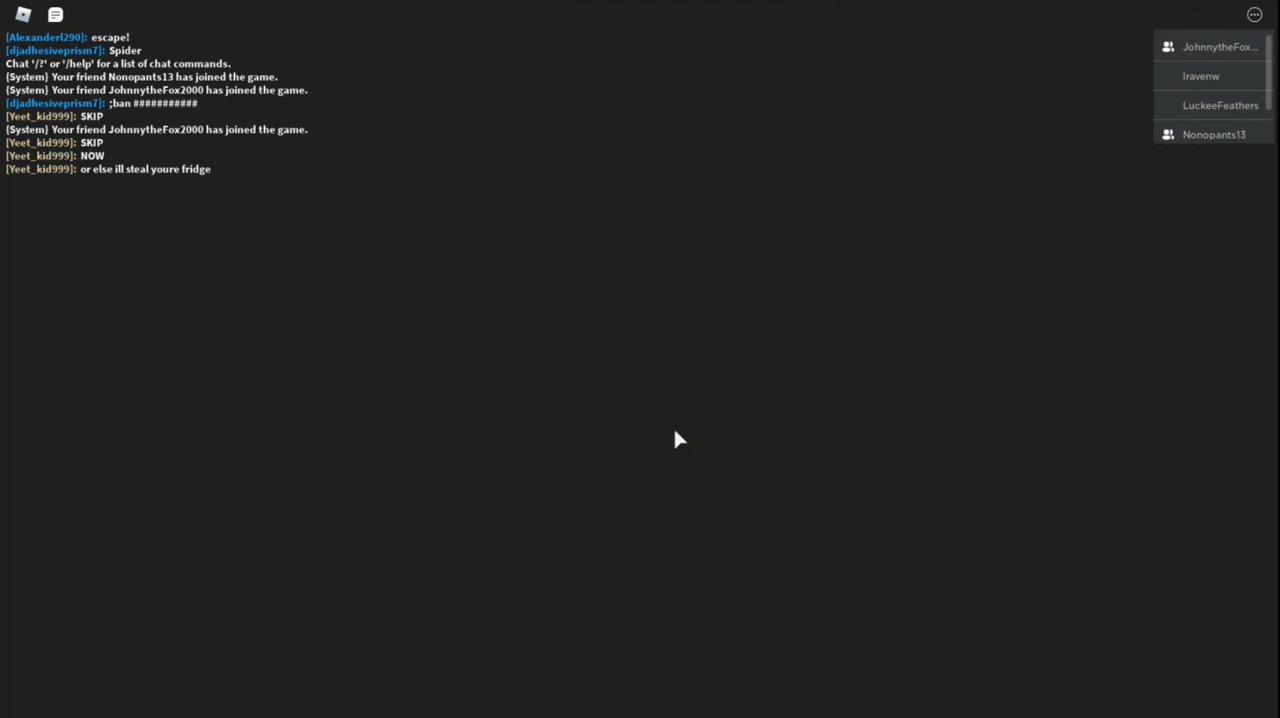 [Alexanderl290]: escape!
[djadhesiveprism7]: Spider
Chat '/?' or '/help' for a list of chat commands.
{System} Your friend Nonopants13 has joined the game.
{System} Your friend JohnnytheFox2000 has joined the game.
[djadhesiveprism7]: ;ban ###########
[Yeet_kid999]: SKIP
{System} Your friend JohnnytheFox2000 has joined the game.
[Yeet_kid999]: SKIP
[Yeet_kid999]: NOW
[Yeet_kid999]: or else ill steal youre fridge
JohnnytheFox...
Iravenw
LuckeeFeathers
Nonopants13